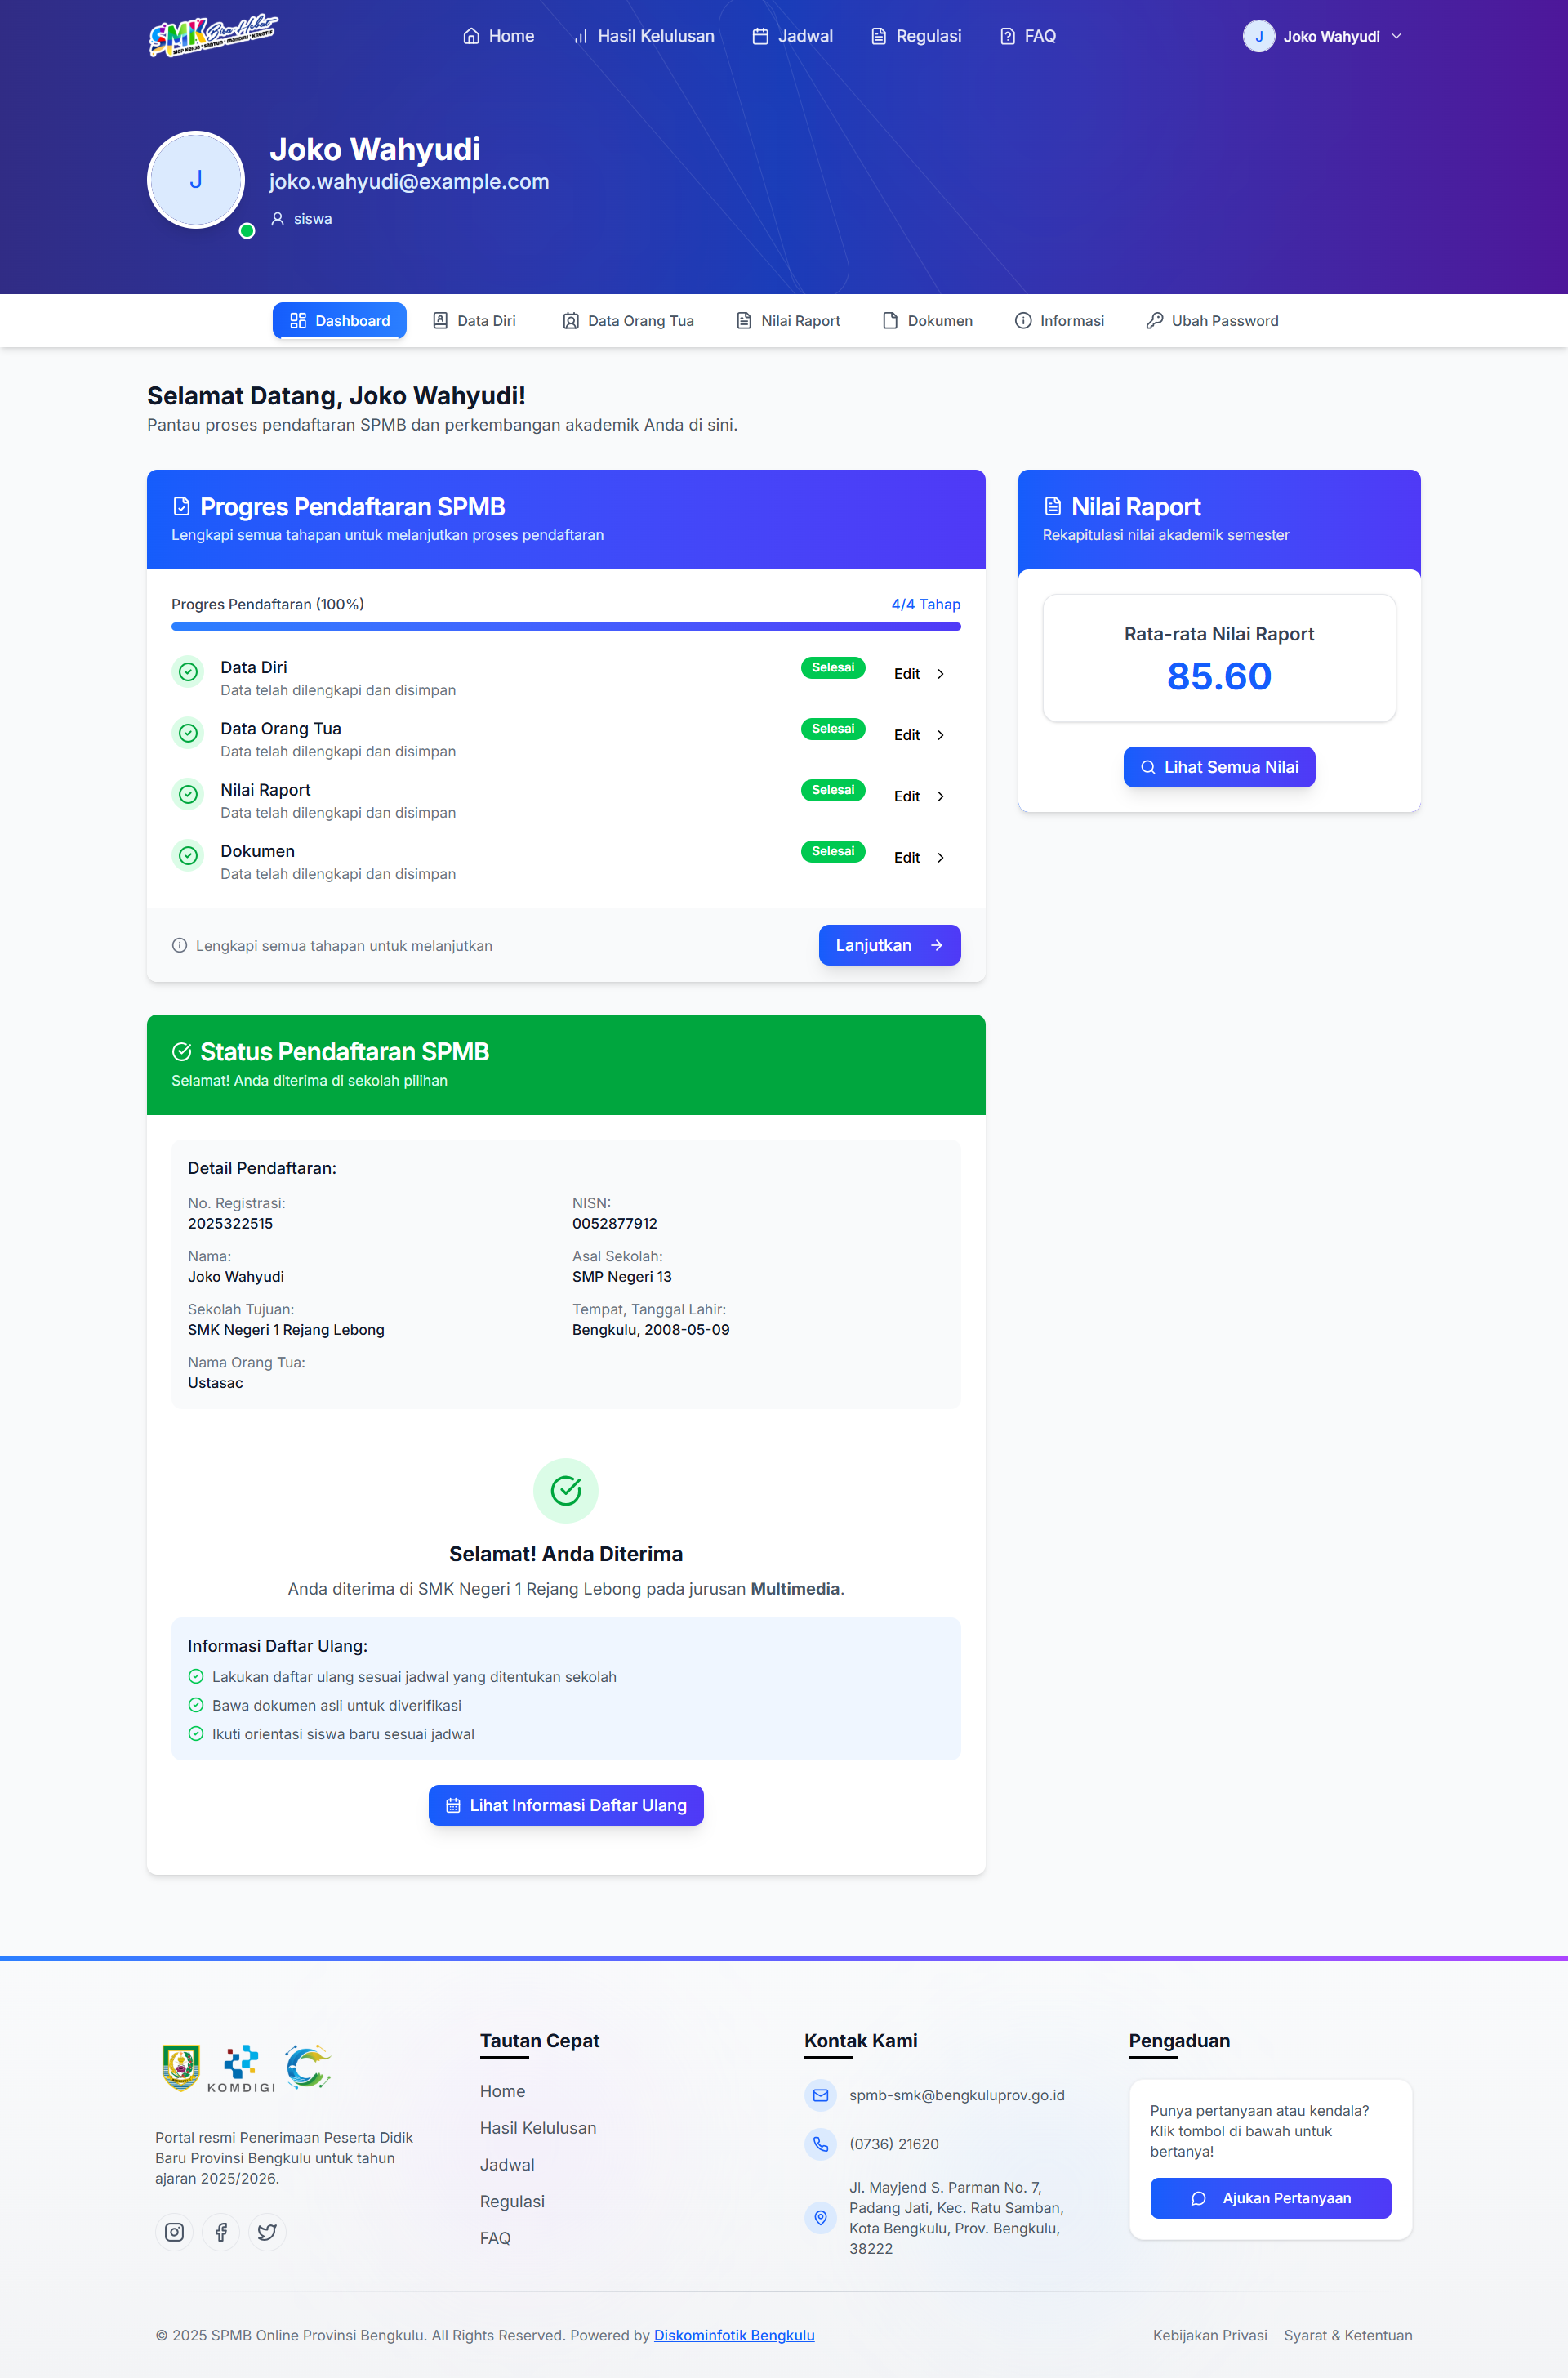 SMK
Home
Hasil Kelulusan
Jadwal
Regulasi
FAQ
J
Joko Wahyudi
J
Joko Wahyudi
joko.wahyudi@example.com
siswa
Dashboard
Data Diri
Data Orang Tua
Nilai Raport
Dokumen
Informasi
Ubah Password
Selamat Datang, Joko Wahyudi!
Pantau proses pendaftaran SPMB dan perkembangan akademik Anda di sini.
Progres Pendaftaran SPMB
Lengkapi semua tahapan untuk melanjutkan proses pendaftaran
Progres Pendaftaran (100%)
4/4 Tahap
Data Diri
Data telah dilengkapi dan disimpan
Selesai
Edit
Data Orang Tua
Data telah dilengkapi dan disimpan
Selesai
Edit
Nilai Raport
Data telah dilengkapi dan disimpan
Selesai
Edit
Dokumen
Data telah dilengkapi dan disimpan
Selesai
Edit
Lengkapi semua tahapan untuk melanjutkan
Lanjutkan
Nilai Raport
Rekapitulasi nilai akademik semester
Rata-rata Nilai Raport
85.60
Lihat Semua Nilai
Status Pendaftaran SPMB
Selamat! Anda diterima di sekolah pilihan
Detail Pendaftaran:
No. Registrasi:
2025322515
NISN:
0052877912
Nama:
Joko Wahyudi
Asal Sekolah:
SMP Negeri 13
Sekolah Tujuan:
SMK Negeri 1 Rejang Lebong
Tempat, Tanggal Lahir:
Bengkulu, 2008-05-09
Nama Orang Tua:
Ustasac
Selamat! Anda Diterima
Anda diterima di SMK Negeri 1 Rejang Lebong pada jurusan Multimedia.
Informasi Daftar Ulang:
Lakukan daftar ulang sesuai jadwal yang ditentukan sekolah
Bawa dokumen asli untuk diverifikasi
Ikuti orientasi siswa baru sesuai jadwal
Lihat Informasi Daftar Ulang
KOMDIGI
Portal resmi Penerimaan Peserta Didik
Baru Provinsi Bengkulu untuk tahun
ajaran 2025/2026.
Tautan Cepat
Home
Hasil Kelulusan
Jadwal
Regulasi
FAQ
Kontak Kami
spmb-smk@bengkuluprov.go.id
(0736) 21620
Jl. Mayjend S. Parman No. 7,
Padang Jati, Kec. Ratu Samban,
Kota Bengkulu, Prov. Bengkulu,
38222
Pengaduan
Punya pertanyaan atau kendala?
Klik tombol di bawah untuk
bertanya!
Ajukan Pertanyaan
© 2025 SPMB Online Provinsi Bengkulu. All Rights Reserved. Powered by Diskominfotik Bengkulu
Kebijakan Privasi
Syarat & Ketentuan